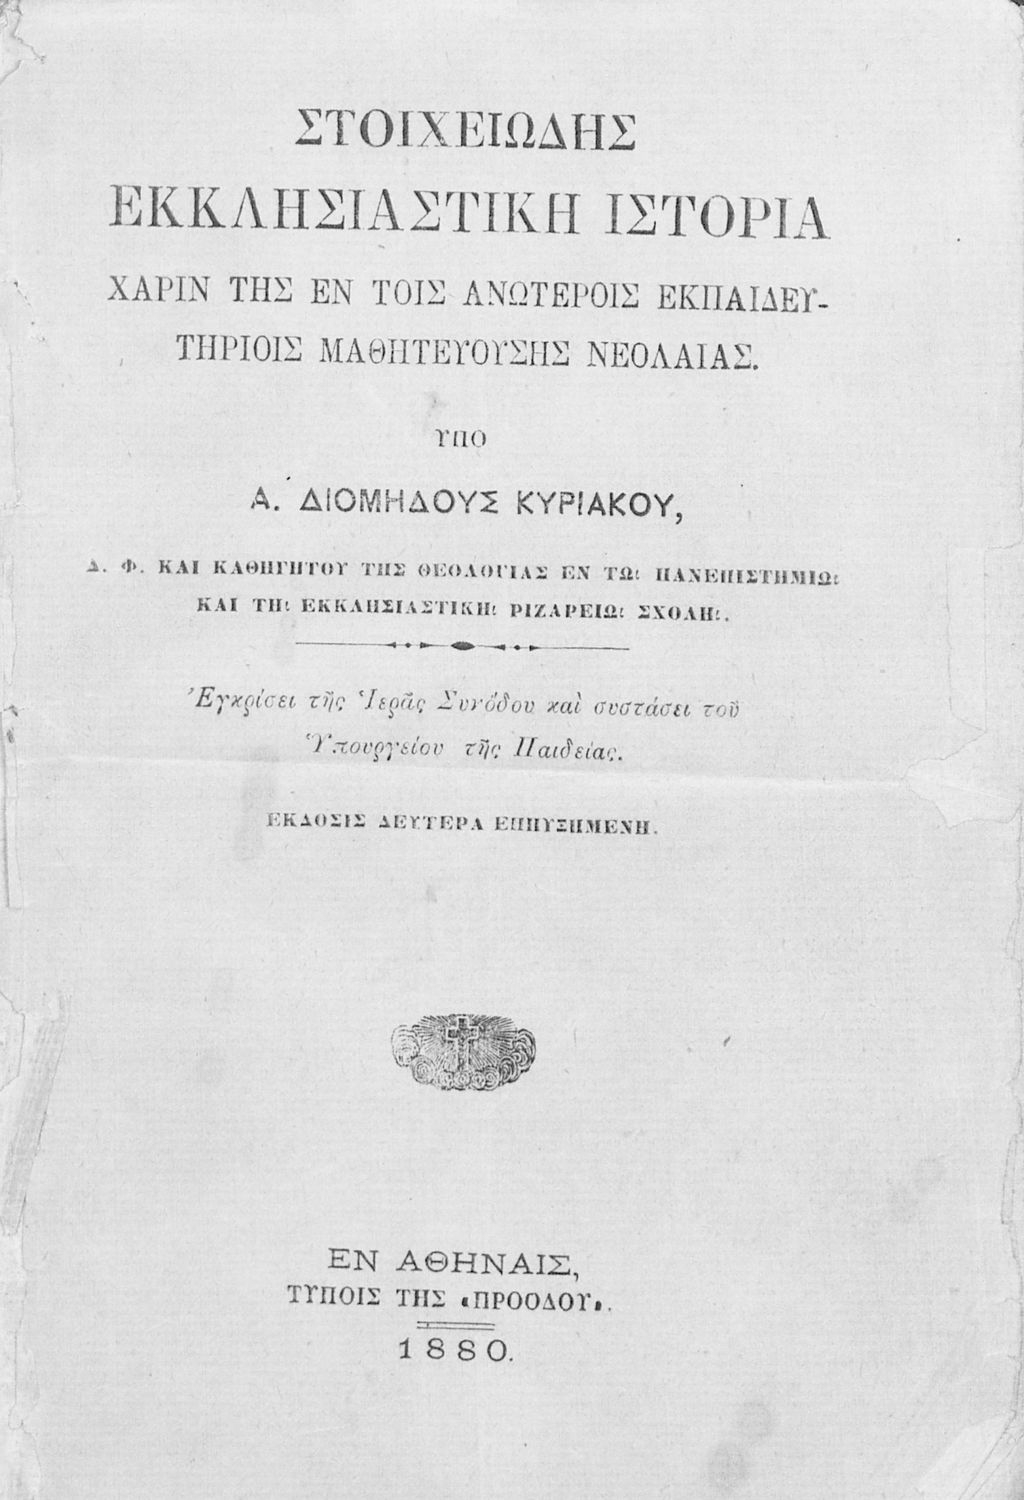 ΣΤΟΙΧΕΙΩΔΗΣ
ΕΚΚΛΗΣΙΑΣΤΙΚΗ ΙΣΤΟΡΙΑ
ΧΑΡΙΝ ΤΗΣ ΕΝ ΤΟΙΣ ΑΝΩΤΕΡΟΙΣ ΕΚΠΑΙΔΕΥ-
ΤΗΡΙΟΙΣ ΜΑΘΗΤΕΥΟΥΣΗΣ ΝΕΟΛΑΙΑΣ.
ΥΠΟ
Α. ΔΙΟΜΗΔΟΥΣ ΚΥΡΙΑΚΟΥ,
Δ. Φ. ΚΑΙ ΚΑΘΗΓΗΤΟΥ ΤΗΣ ΘΕΟΛΟΓΙΑΣ ΕΝ ΤΩι ΠΑΝΕΠΙΣΤΗΜΙΩι
ΚΑΙ ΤΗι ΕΚΚΛΗΣΙΑΣΤΙΚΗι ΡΙΖΑΡΕΙΩι ΣΧΟΛΗι.
Ἐγκρίσει τῆς Ἱερᾶς Συνόδου καὶ συστάσει τοῦ
Ὑπουργείου τῆς Παιδείας.
ΕΚΔΟΣΙΣ ΔΕΥΤΕΡΑ ΕΠΗΥΞΗΜΕΝΗ.
ΕΝ ΑΘΗΝΑΙΣ,
ΤΥΠΟΙΣ ΤΗΣ «ΠΡΟΟΔΟΥ».
1880.